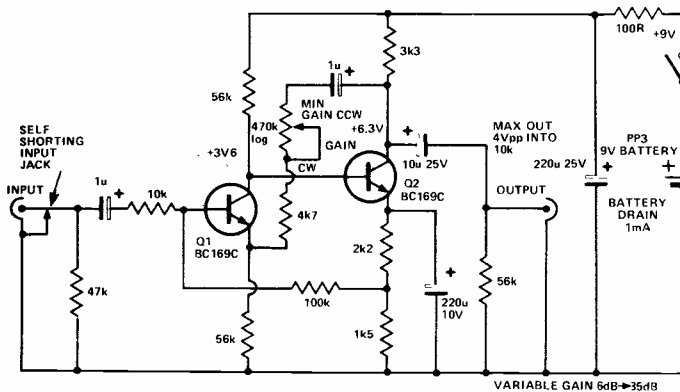 100R
+9V
3k3
1u +
56k
MIN
GAIN CCW
470k
log
GAIN
CW
+6.3V
+
10u 25V
MAX OUT
4Vpp INTO
10k
PP3
9V BATTERY
220u 25V
+
+
BATTERY
DRAIN
1mA
SELF
SHORTING
INPUT
JACK
+3V6
INPUT
1u
+
10k
Q1
BC169C
4k7
Q2
BC169C
OUTPUT
2k2
+
47k
100k
56k
220u
10V
56k
1k5
VARIABLE GAIN 6dB→35dB